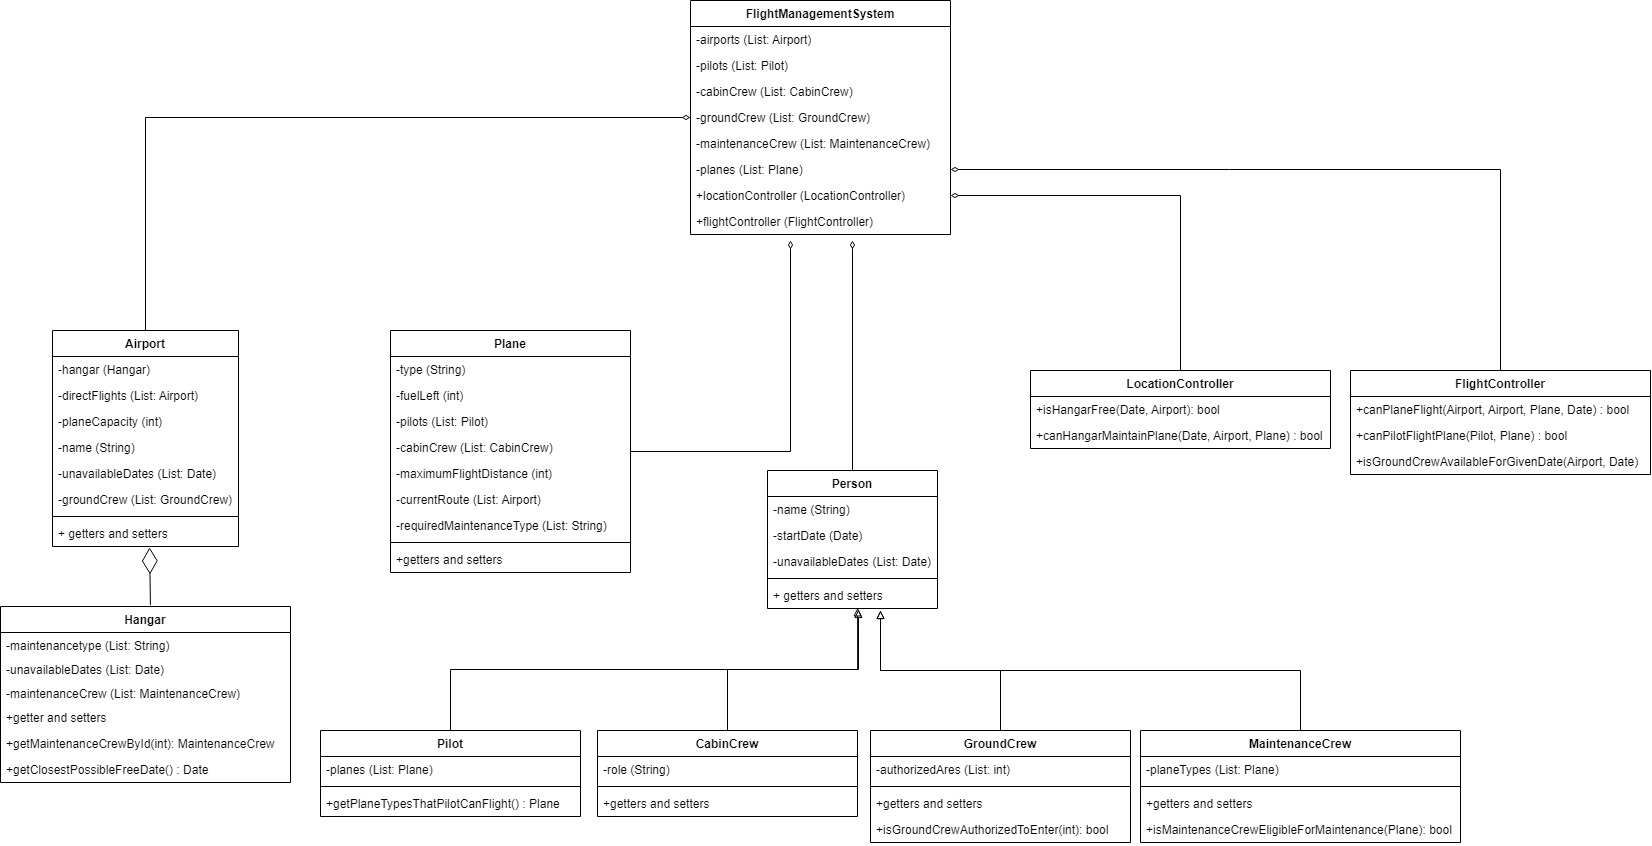 FlightManagementSystem
-airports (List: Airport)
-pilots (List: Pilot)
-cabinCrew (List: CabinCrew)
-groundCrew (List: GroundCrew)
-maintenanceCrew (List: MaintenanceCrew)
-planes (List: Plane)
+locationController (LocationController)
+flightController (FlightController)
Airport
-hangar (Hangar)
-directFlights (List: Airport)
-planeCapacity (int)
-name (String)
-unavailableDates (List: Date)
-groundCrew (List: GroundCrew)
+ getters and setters
Plane
-type (String)
-fuelLeft (int)
-pilots (List: Pilot)
-cabinCrew (List: CabinCrew)
-maximumFlightDistance (int)
-currentRoute (List: Airport)
-requiredMaintenanceType (List: String)
+getters and setters
LocationController
+isHangarFree(Date, Airport): bool
+canHangarMaintainPlane(Date, Airport, Plane) : bool
FlightController
+canPlaneFlight(Airport, Airport, Plane, Date) : bool
+canPilotFlightPlane(Pilot, Plane) : bool
+isGroundCrewAvailableForGivenDate(Airport, Date)
Person
-name (String)
-startDate (Date)
-unavailableDates (List: Date)
+ getters and setters
Hangar
-maintenancetype (List: String)
-unavailableDates (List: Date)
-maintenanceCrew (List: MaintenanceCrew)
+getter and setters
+getMaintenanceCrewById(int): MaintenanceCrew
+getClosestPossibleFreeDate() : Date
Pilot
-planes (List: Plane)
+getPlaneTypesThatPilotCanFlight() : Plane
CabinCrew
-role (String)
+getters and setters
GroundCrew
-authorizedAres (List: int)
+getters and setters
+isGroundCrewAuthorizedToEnter(int): bool
MaintenanceCrew
-planeTypes (List: Plane)
+getters and setters
+isMaintenanceCrewEligibleForMaintenance(Plane): bool